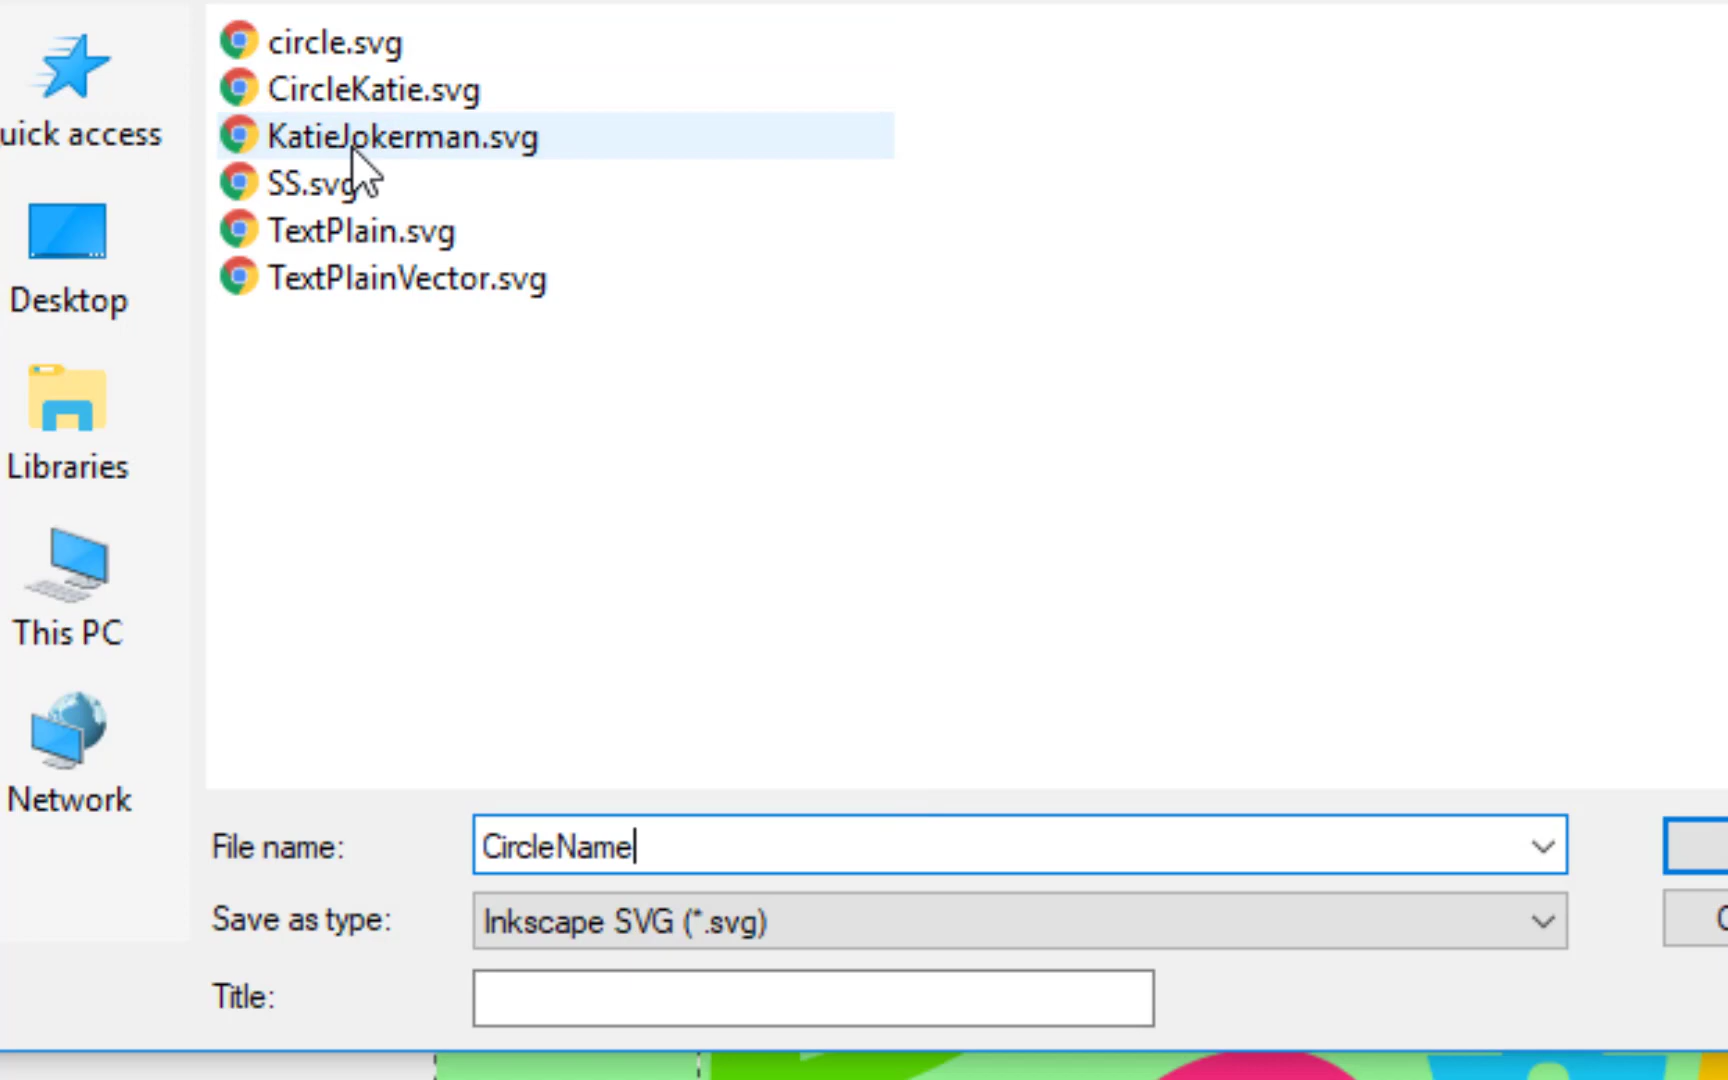 circle.svg
CircleKatie.svg
KatieJokerman.svg
SS.svg
TextPlain.svg
TextPlainVector.svg
uick access
Desktop
Libraries
This PC
Network
File name: CircleName
Save as type: Inkscape SVG (*.svg)
Title: